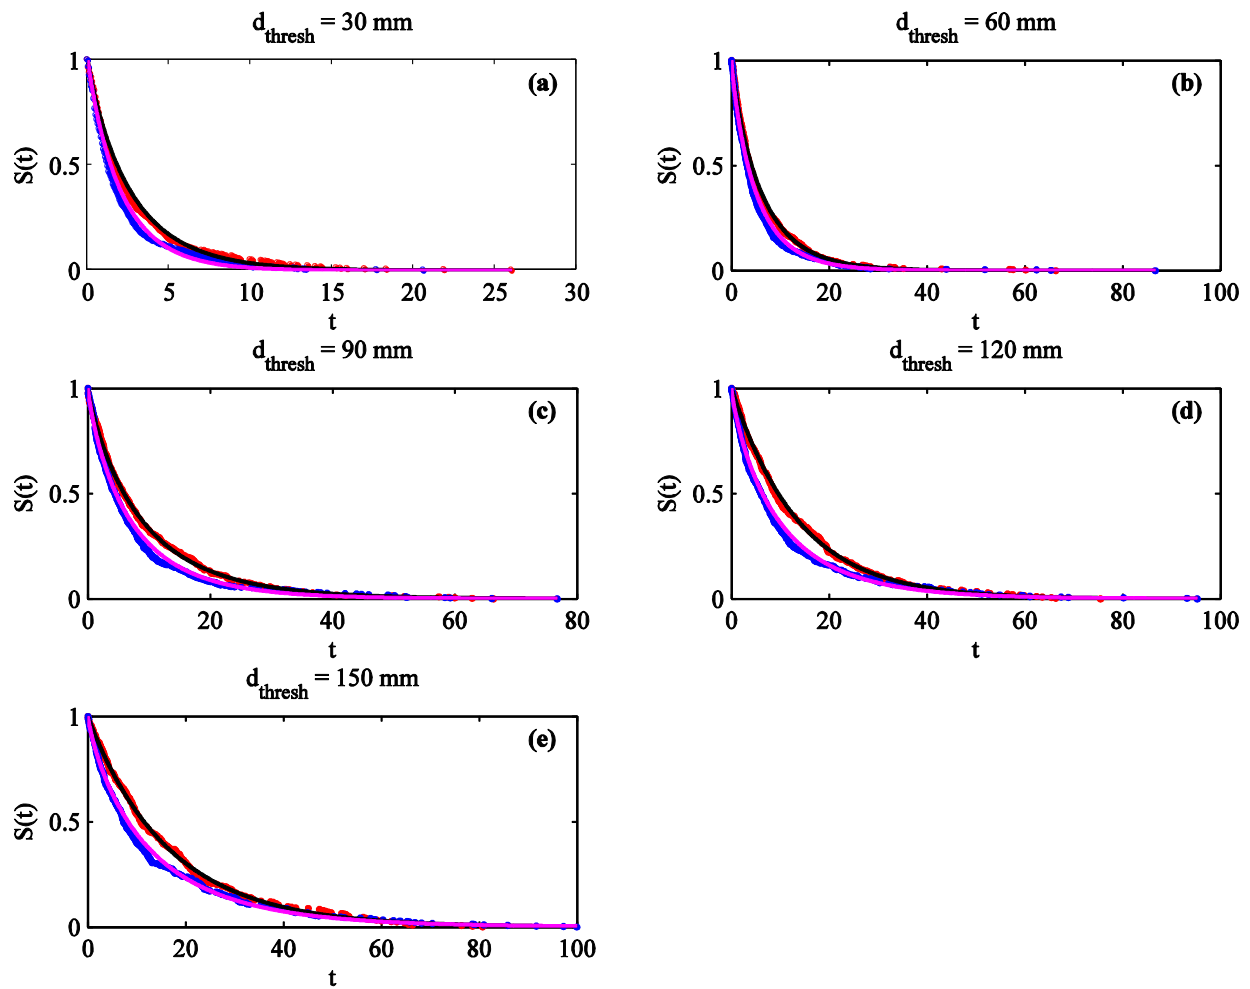 d_thresh = 30 mm
(a)
1
0.5
0
S(t)
0 5 10 15 20 25 30
t
d_thresh = 60 mm
(b)
1
0.5
0
S(t)
0 20 40 60 80 100
t
d_thresh = 90 mm
(c)
1
0.5
0
S(t)
0 20 40 60 80
t
d_thresh = 120 mm
(d)
1
0.5
0
S(t)
0 20 40 60 80 100
t
d_thresh = 150 mm
(e)
1
0.5
0
S(t)
0 20 40 60 80 100
t